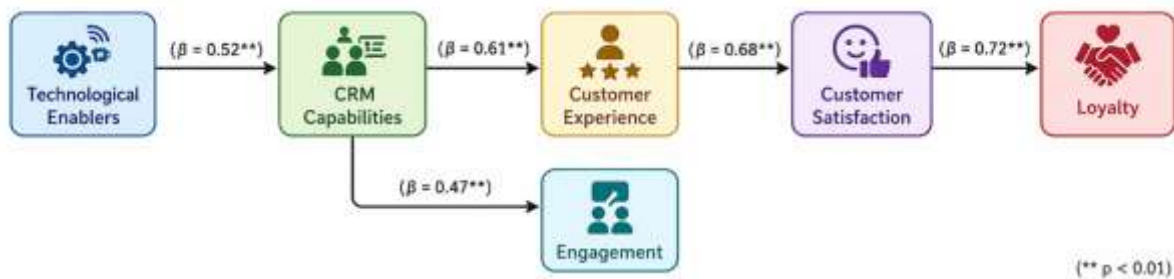 (β = 0.52**)
(β = 0.61**)
(β = 0.68**)
(β = 0.72**)
Technological
Enablers
CRM
Capabilities
Customer
Experience
Customer
Satisfaction
Loyalty
(β = 0.47**)
Engagement
(** p < 0.01)